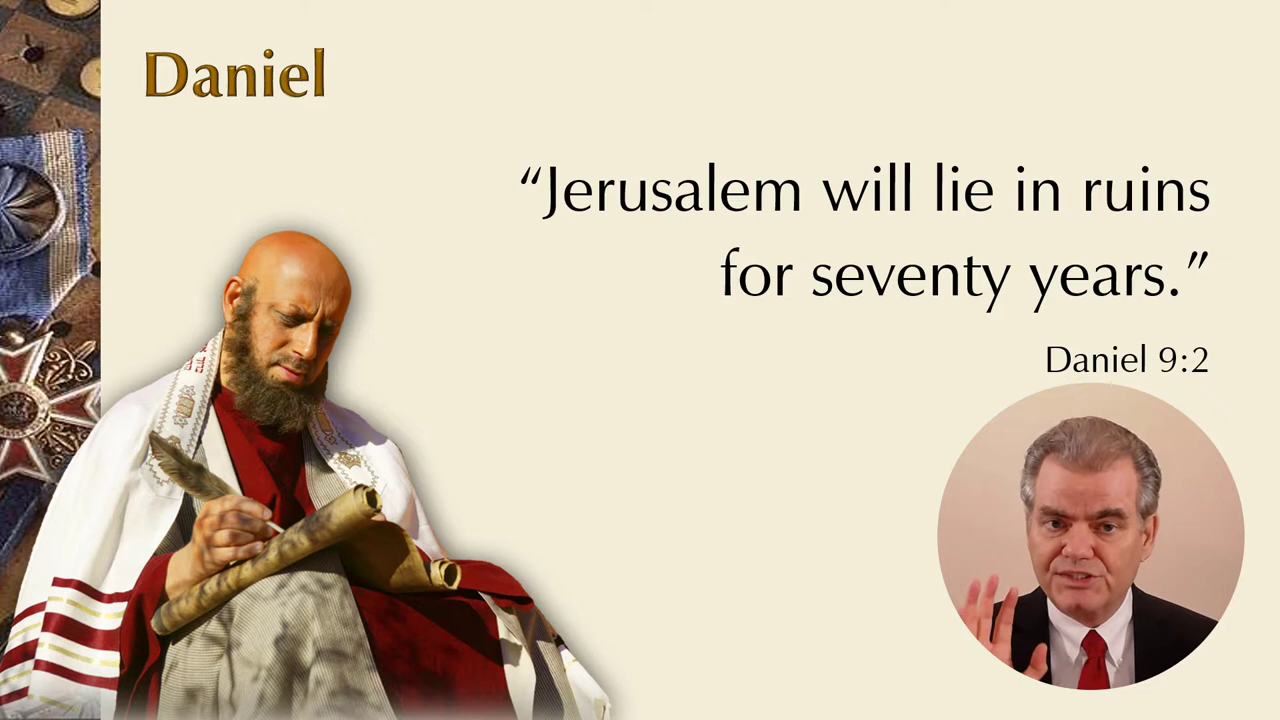 Daniel
“Jerusalem will lie in ruins
for seventy years.”
Daniel 9:2